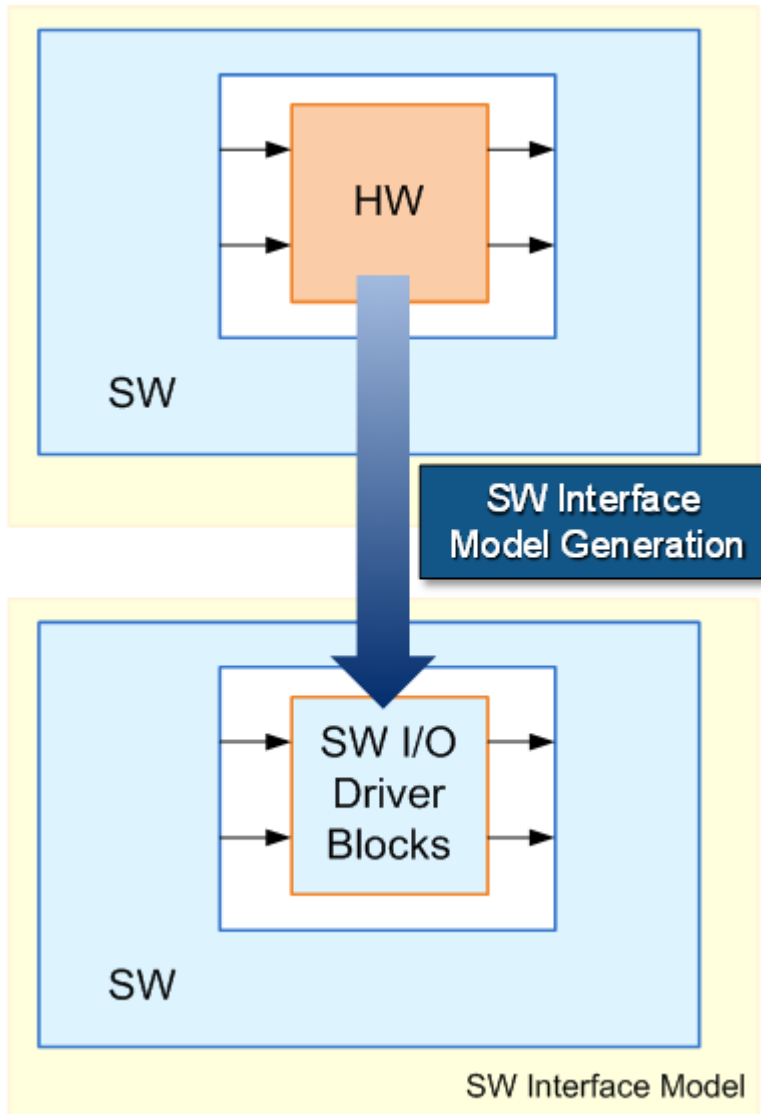 HW
SW
SW Interface
Model Generation
SW I/O
Driver
Blocks
SW
SW Interface Model